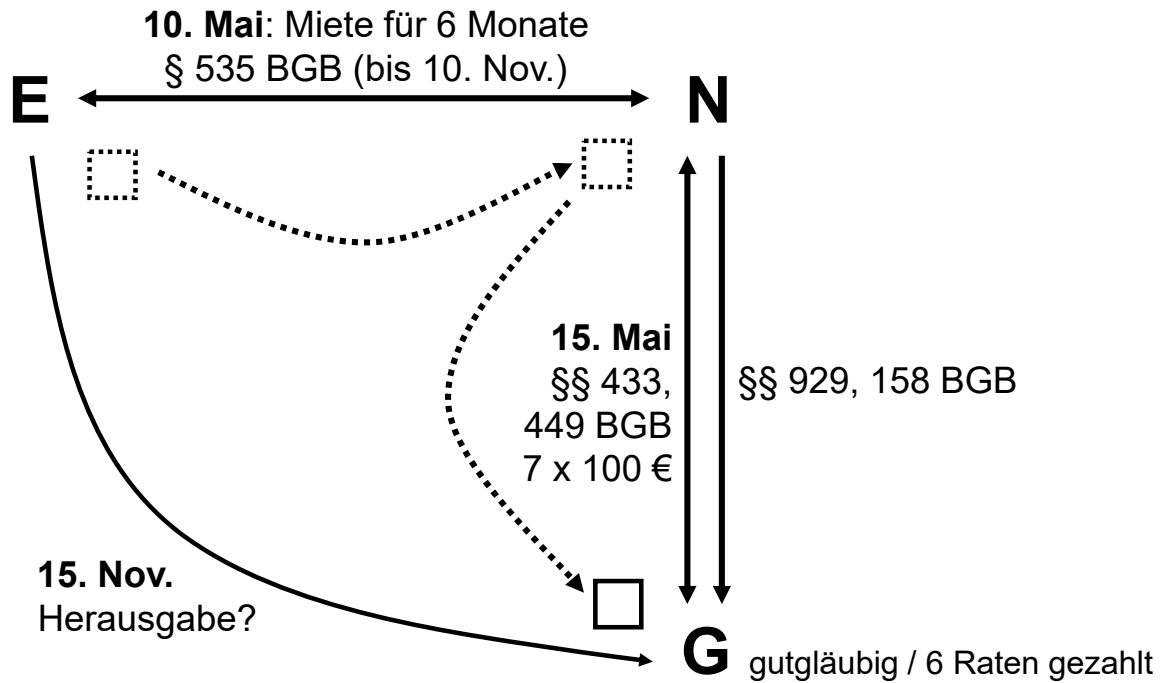 10. Mai: Miete für 6 Monate
§ 535 BGB (bis 10. Nov.)
E
N
15. Mai
§§ 433,
449 BGB
7 x 100 €
§§ 929, 158 BGB
15. Nov.
Herausgabe?
G gutgläubig / 6 Raten gezahlt